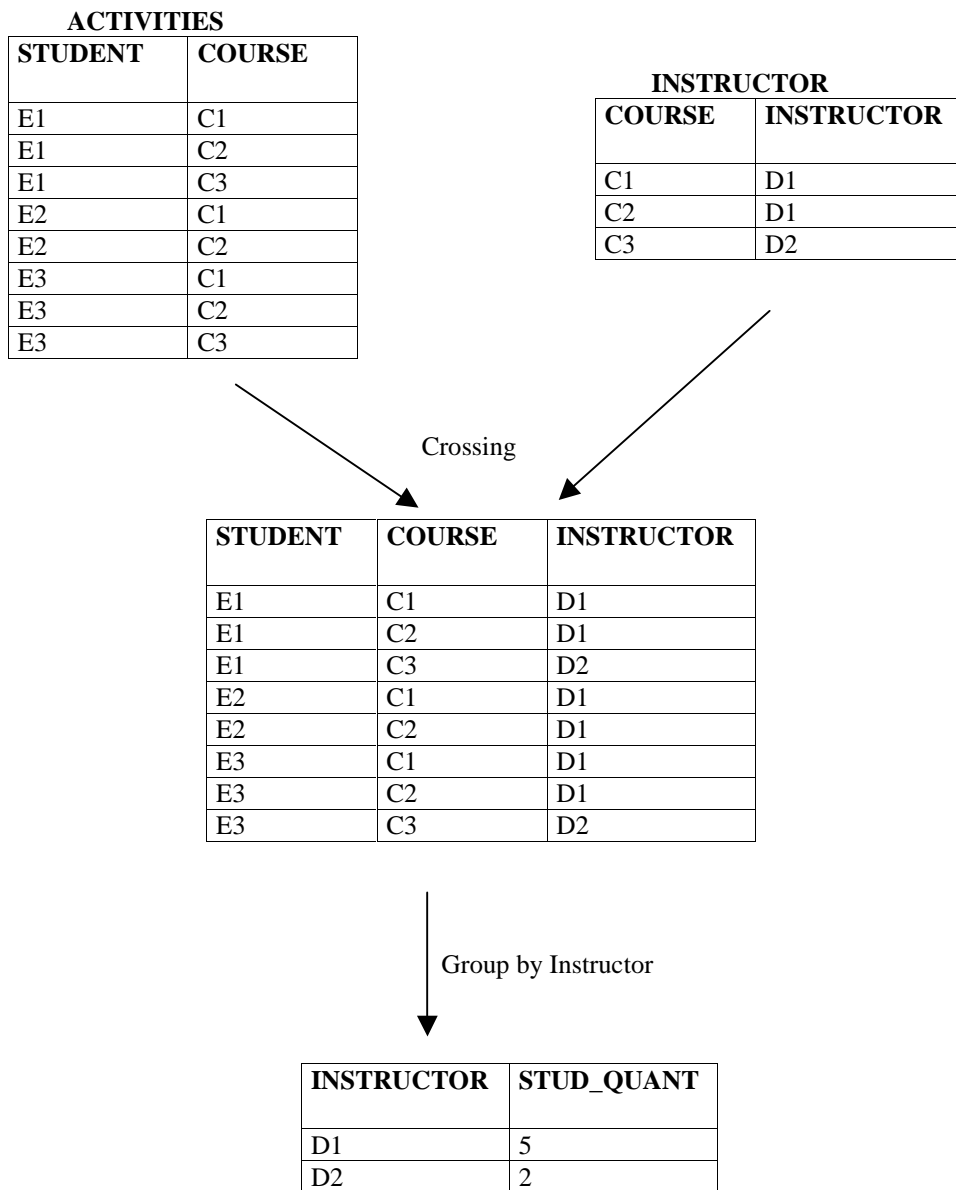 ACTIVITIES
STUDENT COURSE
E1 C1
E1 C2
E1 C3
E2 C1
E2 C2
E3 C1
E3 C2
E3 C3
INSTRUCTOR
COURSE INSTRUCTOR
C1 D1
C2 D1
C3 D2
Crossing
STUDENT COURSE INSTRUCTOR
E1 C1 D1
E1 C2 D1
E1 C3 D2
E2 C1 D1
E2 C2 D1
E3 C1 D1
E3 C2 D1
E3 C3 D2
Group by Instructor
INSTRUCTOR STUD_QUANT
D1 5
D2 2